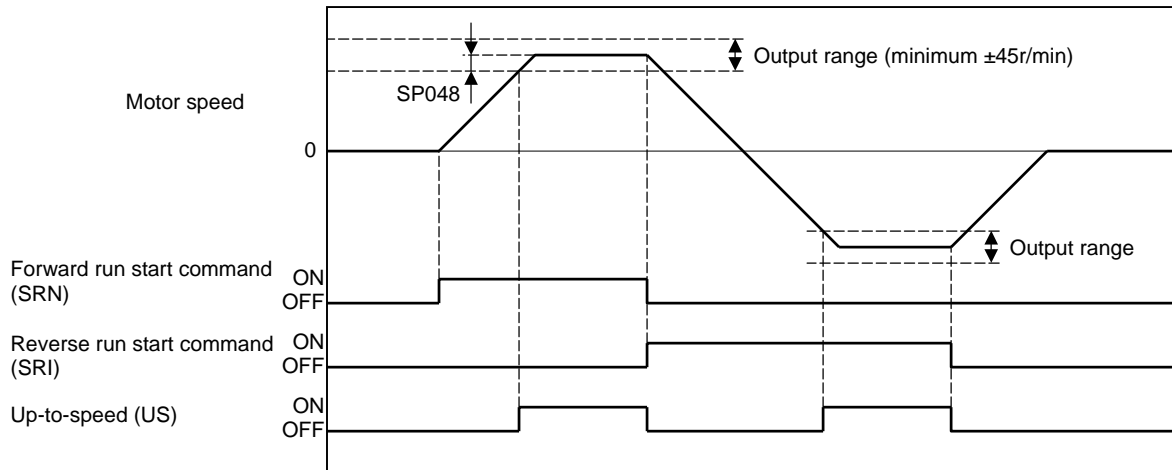 Output range (minimum ±45r/min)
SP048
Motor speed
0
Output range
Forward run start command
(SRN)
ON
OFF
Reverse run start command
(SRI)
ON
OFF
Up-to-speed (US)
ON
OFF